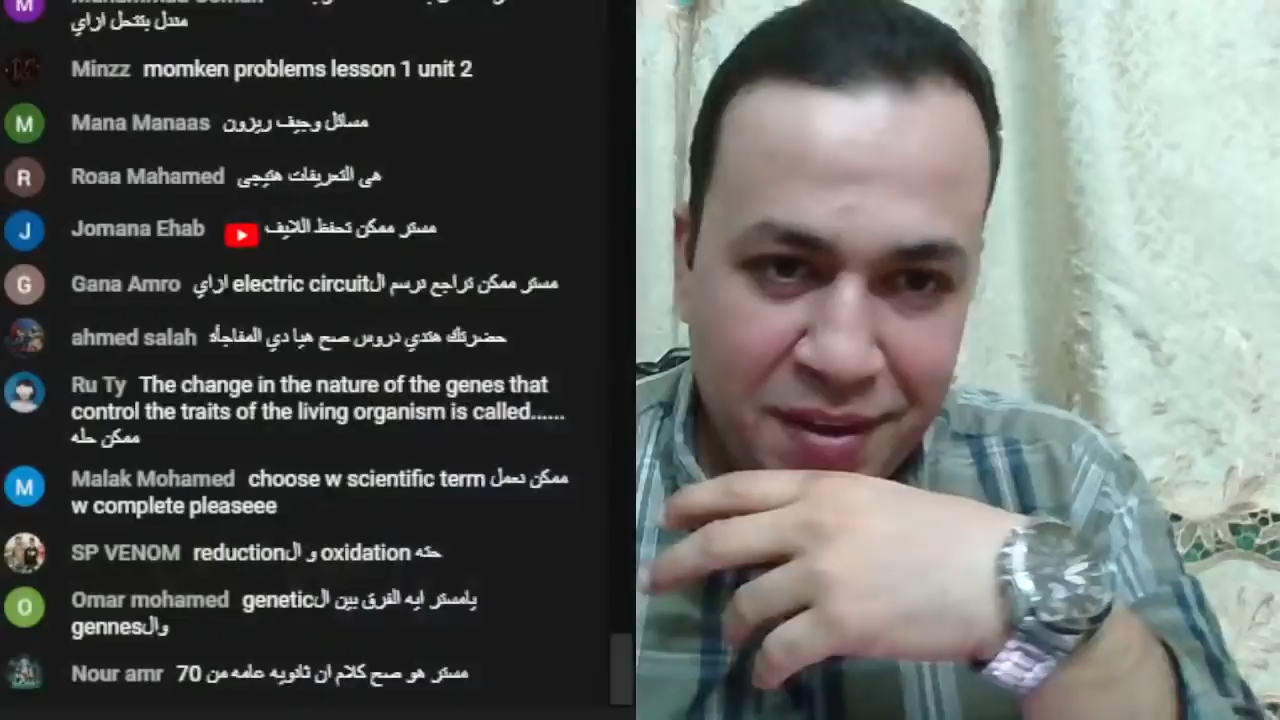 M
متدل بتتحل ازاي
Minzz momken problems lesson 1 unit 2
M Mana Manaas مسائل وجيف ريزون
R Roaa Mahamed هى التعريفات هتيجى
J Jomana Ehab مستر ممكن تحفظ اللايف
G Gana Amro مستر ممكن تراجع نرسم الelectric circuit ازاي
ahmed salah حضرتك هتدي دروس صح هيا دي المفاجأة
Ru Ty The change in the nature of the genes that
control the traits of the living organism is called......
ممكن حله
M Malak Mohamed choose w scientific term ممكن نعمل
w complete pleaseee
SP VENOM حته oxidation و الreduction
O Omar mohamed يامستر ايه الفرق بين الgenetic
والgennes
Nour amr مستر هو صح كلام ان ثانويه عامه من 70